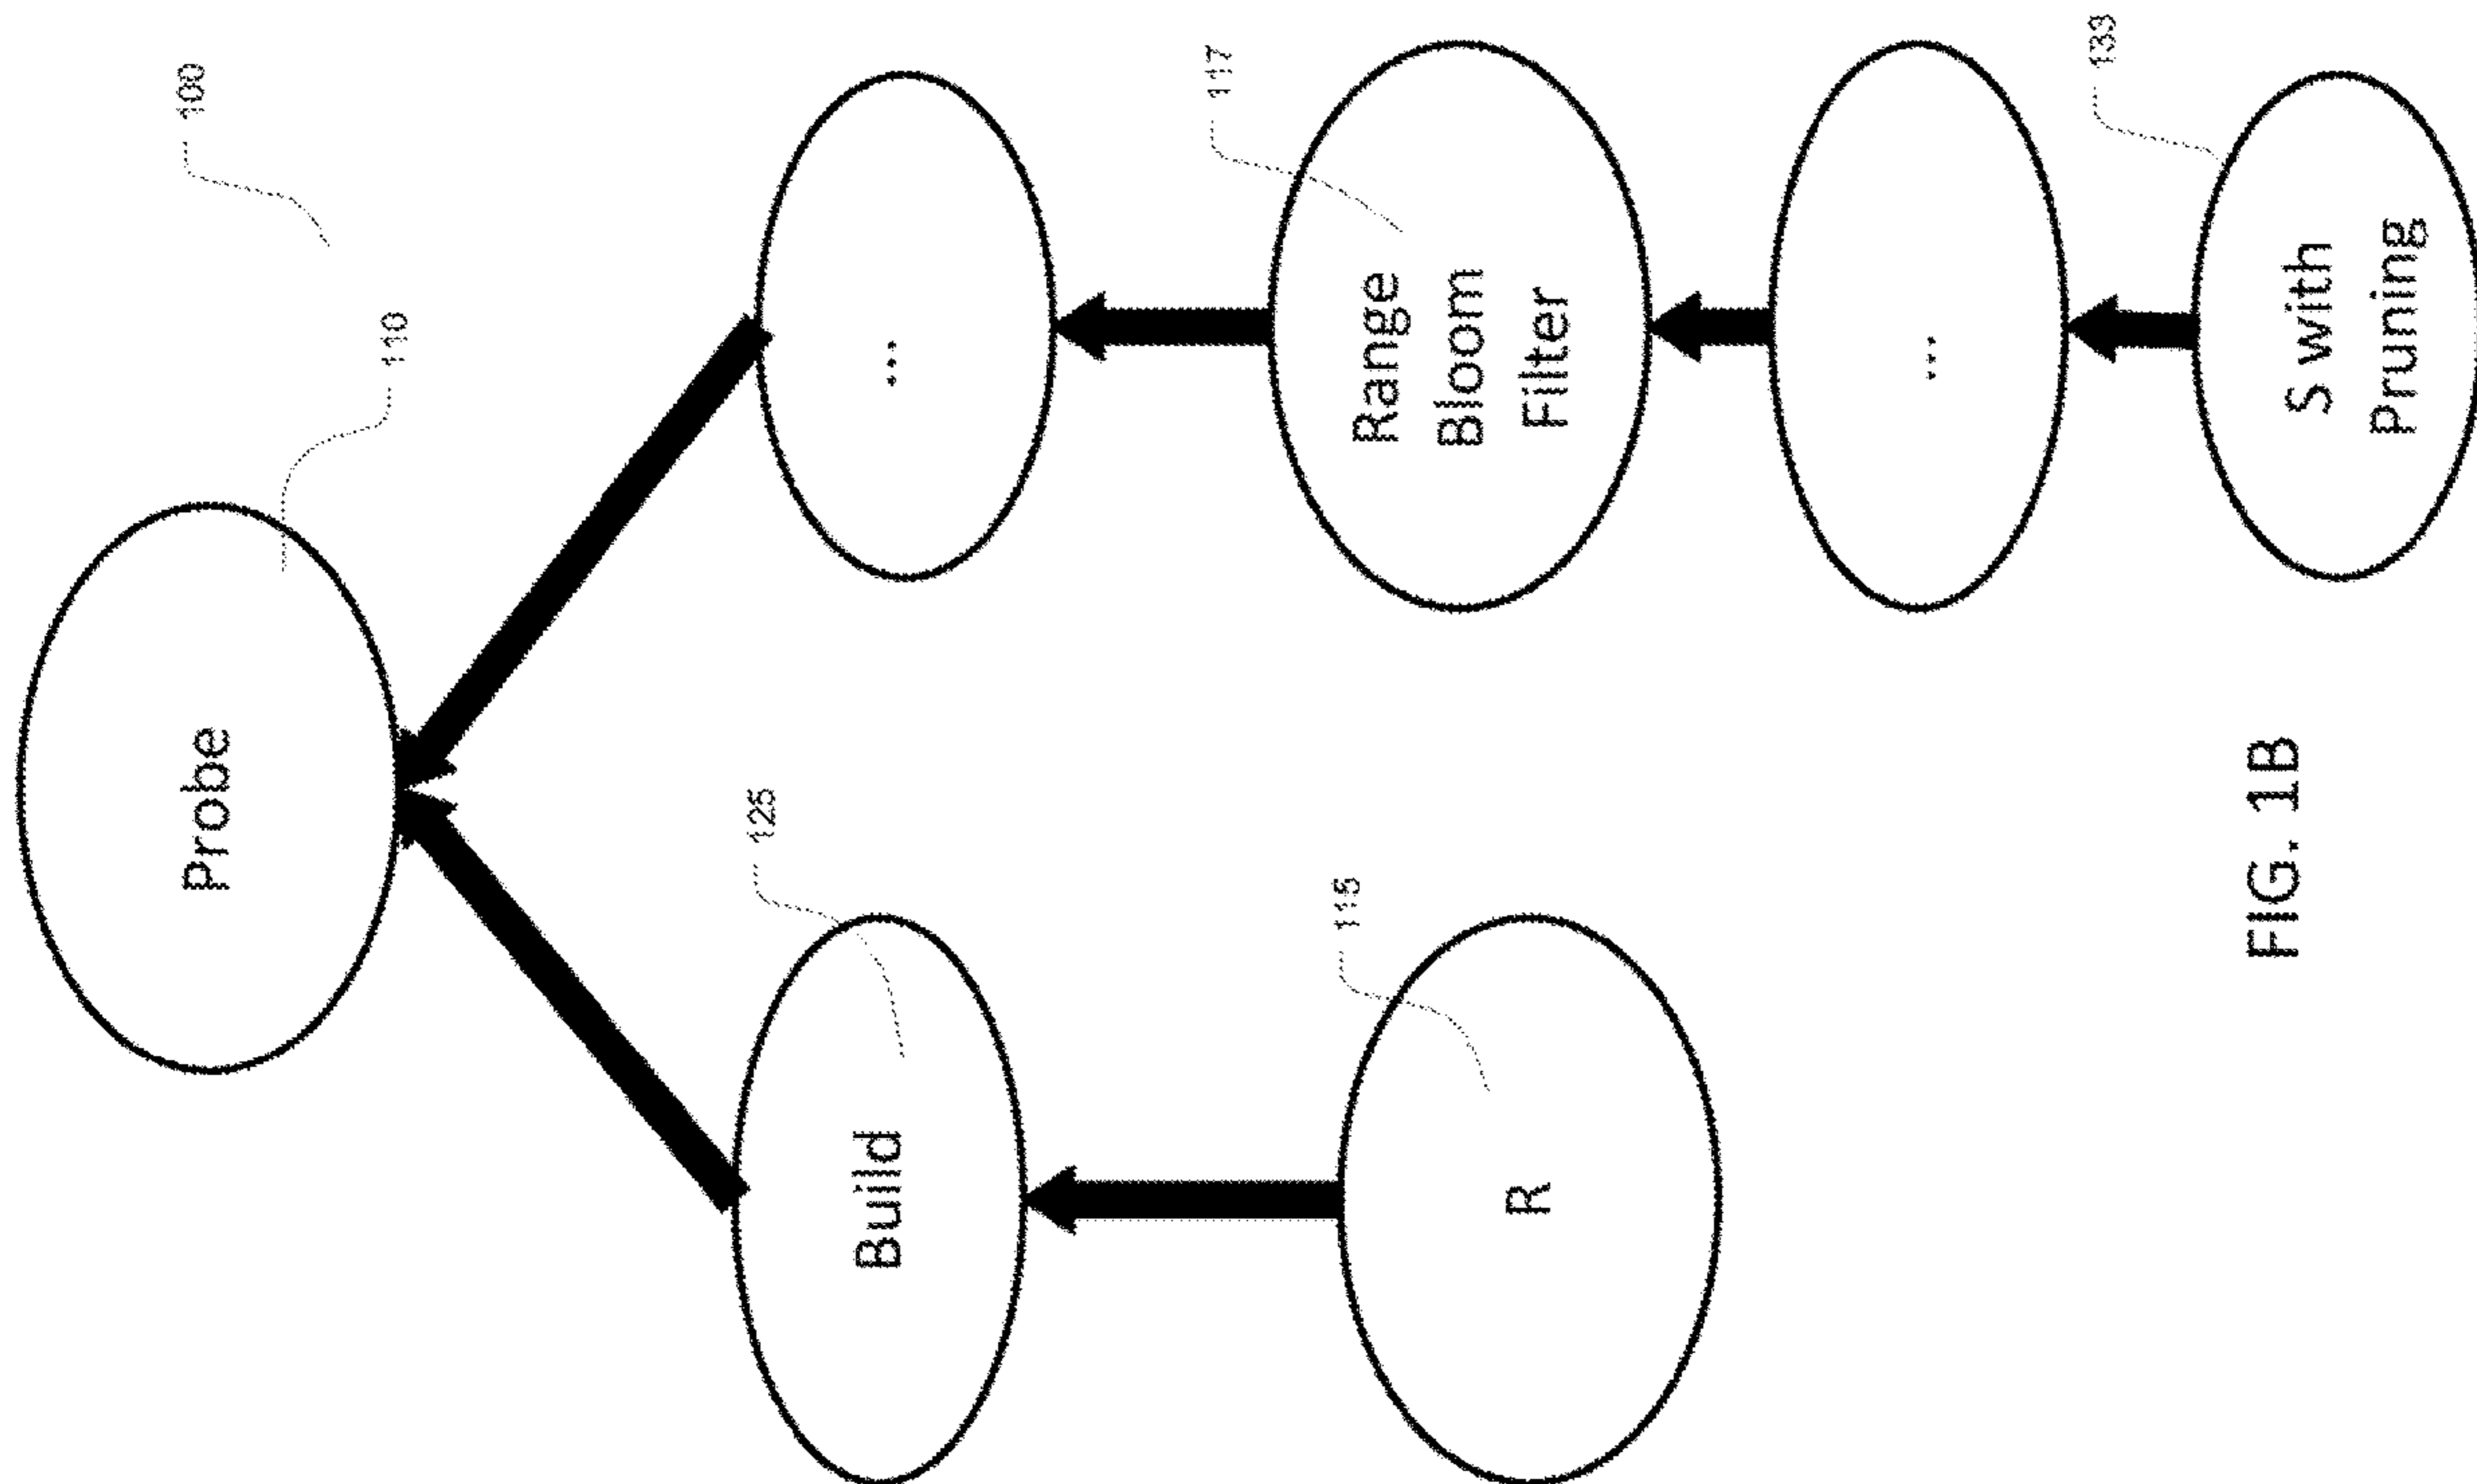 100
110
Probe
125
Build
...
115
R
117
Range
Bloom
Filter
...
133
S with
Pruning
FIG. 1B